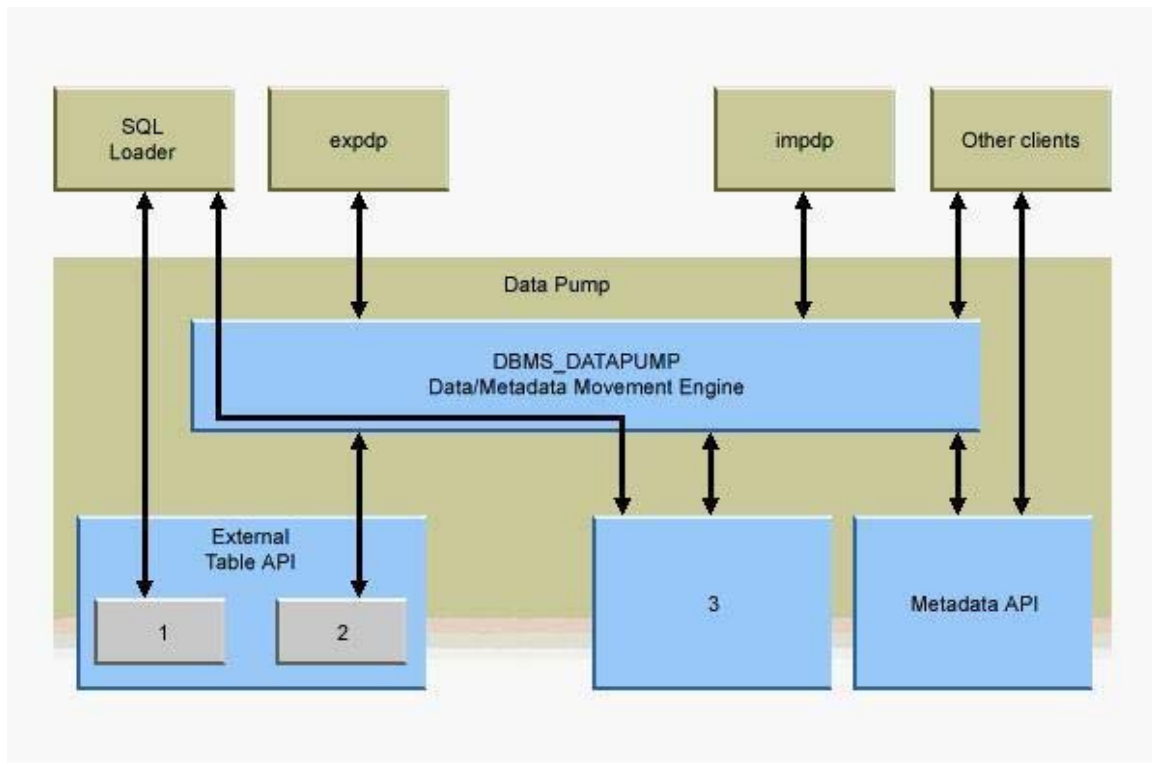 SQL
Loader
expdp
impdp
Other clients
Data Pump
DBMS_DATAPUMP
Data/Metadata Movement Engine
External
Table API
1
2
3
Metadata API